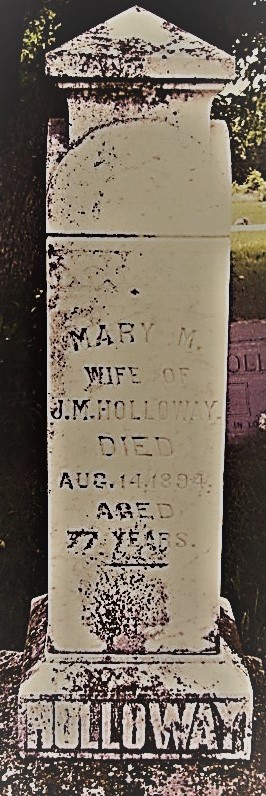 MARY M.
WIFE OF
J.M. HOLLOWAY.
DIED
AUG. 14, 1894.
AGED
77 YEARS.
HOLLOWAY